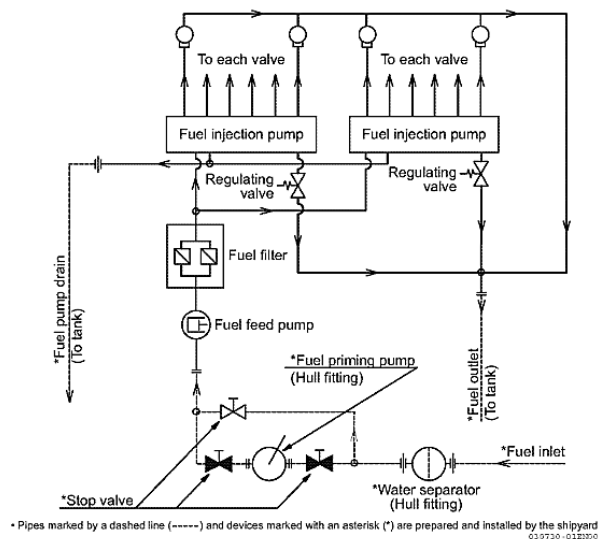 To each valve
To each valve
Fuel injection pump
Fuel injection pump
Regulating
valve
Regulating
valve
Fuel filter
*Fuel pump drain
(To tank)
Fuel feed pump
*Fuel priming pump
(Hull fitting)
*Fuel outlet
(To tank)
*Fuel inlet
*Water separator
(Hull fitting)
*Stop valve
• Pipes marked by a dashed line (-----) and devices marked with an asterisk (*) are prepared and installed by the shipyard
039730-01EN00